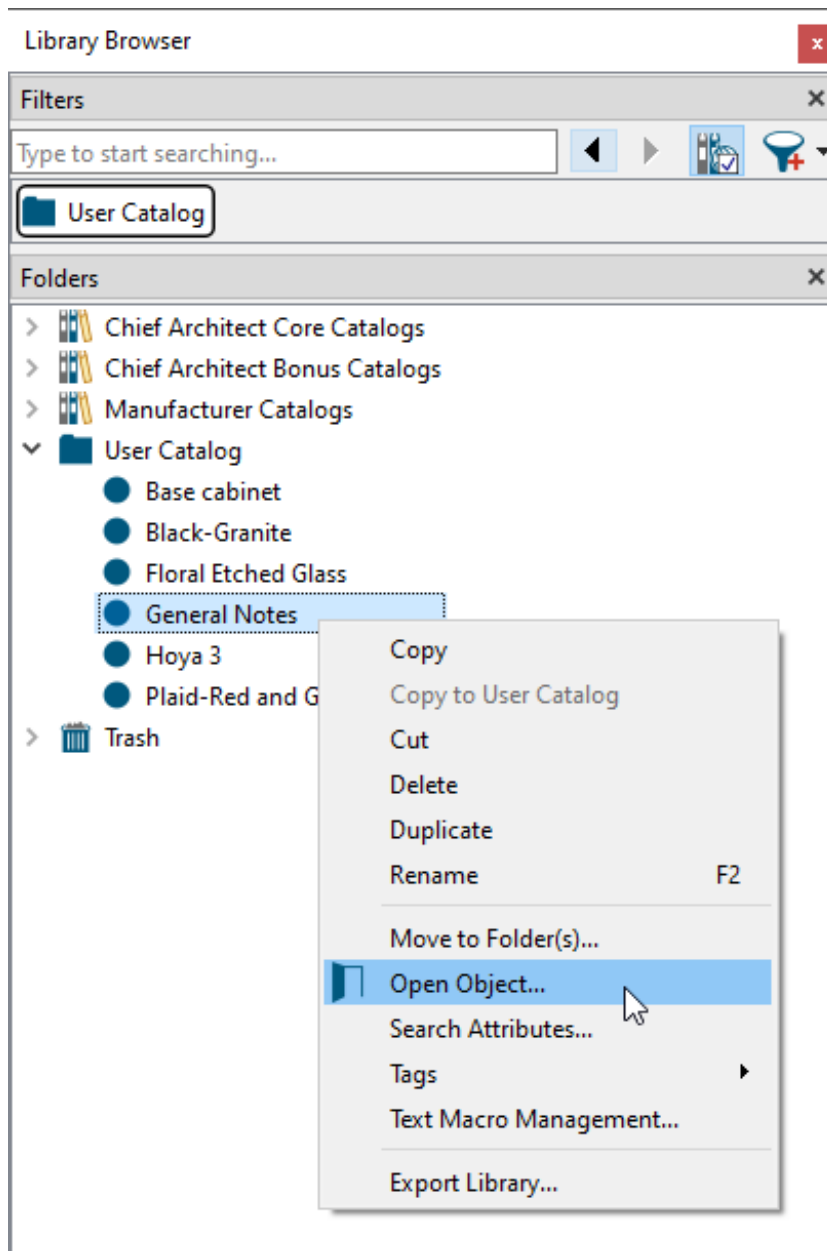 Library Browser
x
Filters
Type to start searching...
User Catalog
Folders
Chief Architect Core Catalogs
Chief Architect Bonus Catalogs
Manufacturer Catalogs
User Catalog
Base cabinet
Black-Granite
Floral Etched Glass
General Notes
Hoya 3
Plaid-Red and G
Trash
Copy
Copy to User Catalog
Cut
Delete
Duplicate
Rename F2
Move to Folder(s)...
Open Object...
Search Attributes...
Tags
Text Macro Management...
Export Library...